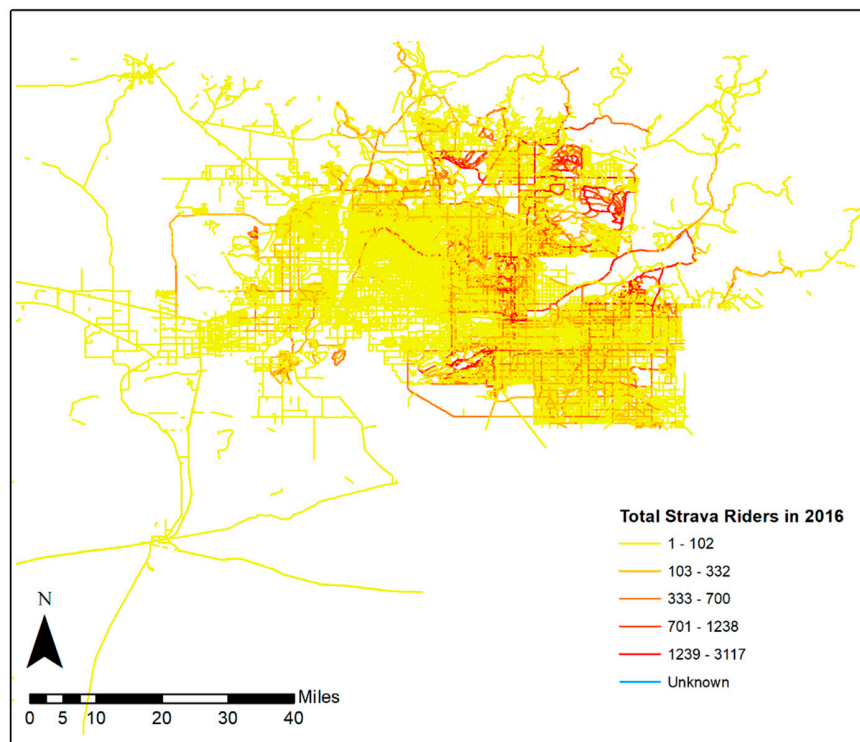 Total Strava Riders in 2016
1 - 102
103 - 332
333 - 700
701 - 1238
1239 - 3117
Unknown
N
Miles
0 5 10 20 30 40